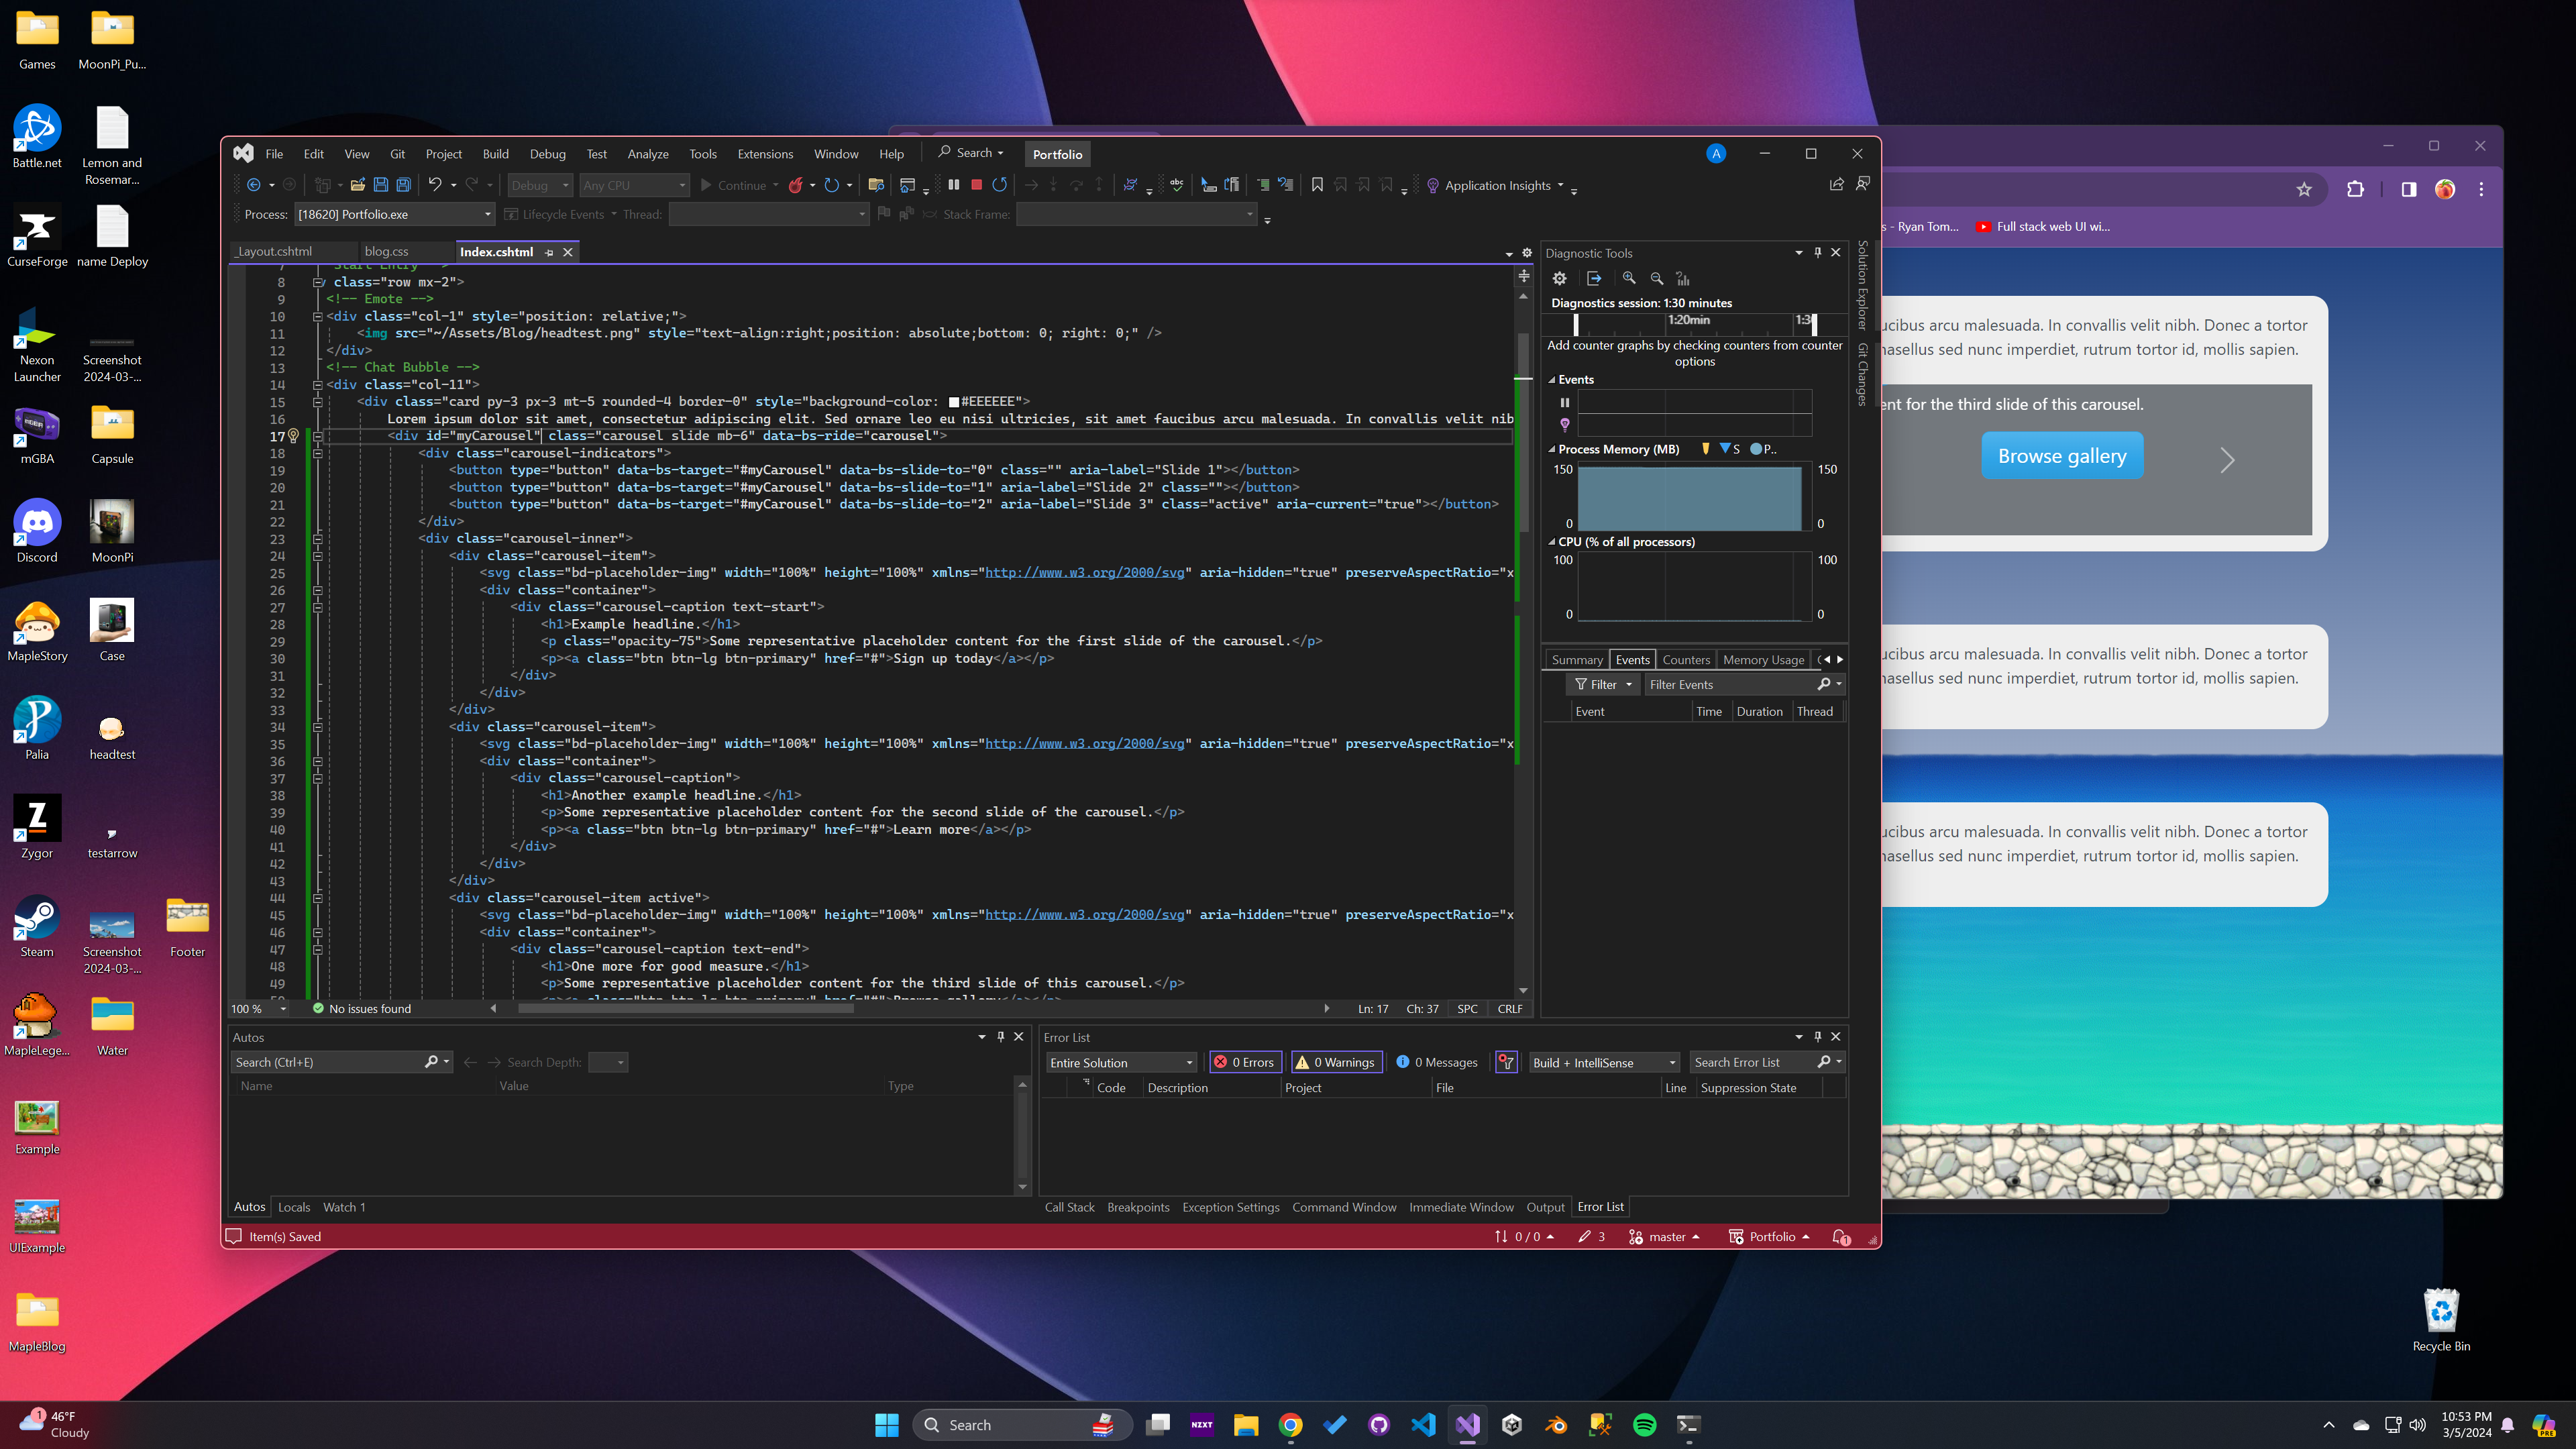 Games
MoonPi_Pu...
Battle.net
Lemon and
Rosemar...
CurseForge
name Deploy
Nexon
Launcher
Screenshot
2024-03-...
mGBA
Capsule
Discord
MoonPi
MapleStory
Case
Palia
headtest
Zygor
testarrow
Steam
Screenshot
2024-03-...
Footer
MapleLege...
Water
Example
UIExample
MapleBlog
Recycle Bin
File Edit View Git Project Build Debug Test Analyze Tools Extensions Window Help Search Portfolio
A
Debug Any CPU Continue Application Insights
Process: [18620] Portfolio.exe Lifecycle Events Thread: Stack Frame:
_Layout.cshtml blog.css Index.cshtml
8 class="row mx-2">
9 <!-- Emote -->
10 <div class="col-1" style="position: relative;">
11 <img src="~/Assets/Blog/headtest.png" style="text-align:right;position: absolute;bottom: 0; right: 0;" />
12 </div>
13 <!-- Chat Bubble -->
14 <div class="col-11">
15 <div class="card py-3 px-3 mt-5 rounded-4 border-0" style="background-color: #EEEEEE">
16 Lorem ipsum dolor sit amet, consectetur adipiscing elit. Sed ornare leo eu nisi ultricies, sit amet faucibus arcu malesuada. In convallis velit nib
17 <div id="myCarousel" class="carousel slide mb-6" data-bs-ride="carousel">
18 <div class="carousel-indicators">
19 <button type="button" data-bs-target="#myCarousel" data-bs-slide-to="0" class="" aria-label="Slide 1"></button>
20 <button type="button" data-bs-target="#myCarousel" data-bs-slide-to="1" aria-label="Slide 2" class=""></button>
21 <button type="button" data-bs-target="#myCarousel" data-bs-slide-to="2" aria-label="Slide 3" class="active" aria-current="true"></button>
22 </div>
23 <div class="carousel-inner">
24 <div class="carousel-item">
25 <svg class="bd-placeholder-img" width="100%" height="100%" xmlns="http://www.w3.org/2000/svg" aria-hidden="true" preserveAspectRatio="x
26 <div class="container">
27 <div class="carousel-caption text-start">
28 <h1>Example headline.</h1>
29 <p class="opacity-75">Some representative placeholder content for the first slide of the carousel.</p>
30 <p><a class="btn btn-lg btn-primary" href="#">Sign up today</a></p>
31 </div>
32 </div>
33 </div>
34 <div class="carousel-item">
35 <svg class="bd-placeholder-img" width="100%" height="100%" xmlns="http://www.w3.org/2000/svg" aria-hidden="true" preserveAspectRatio="x
36 <div class="container">
37 <div class="carousel-caption">
38 <h1>Another example headline.</h1>
39 <p>Some representative placeholder content for the second slide of the carousel.</p>
40 <p><a class="btn btn-lg btn-primary" href="#">Learn more</a></p>
41 </div>
42 </div>
43 </div>
44 <div class="carousel-item active">
45 <svg class="bd-placeholder-img" width="100%" height="100%" xmlns="http://www.w3.org/2000/svg" aria-hidden="true" preserveAspectRatio="x
46 <div class="container">
47 <div class="carousel-caption text-end">
48 <h1>One more for good measure.</h1>
49 <p>Some representative placeholder content for the third slide of this carousel.</p>
100 % No issues found Ln: 17 Ch: 37 SPC CRLF
Diagnostic Tools
Diagnostics session: 1:30 minutes
1:20min 1:30
Add counter graphs by checking counters from counter
options
Events
Process Memory (MB) S P..
150 150
0 0
CPU (% of all processors)
100 100
0 0
Summary Events Counters Memory Usage
Filter Filter Events
Event Time Duration Thread
Solution Explorer
Git Changes
Autos
Search (Ctrl+E) Search Depth:
Name Value Type
Autos Locals Watch 1
Error List
Entire Solution 0 Errors 0 Warnings 0 Messages Build + IntelliSense Search Error List
Code Description Project File Line Suppression State
Call Stack Breakpoints Exception Settings Command Window Immediate Window Output Error List
Item(s) Saved 0 / 0 3 master Portfolio 1
s - Ryan Tom... Full stack web UI wi...
ucibus arcu malesuada. In convallis velit nibh. Donec a tortor
hasellus sed nunc imperdiet, rutrum tortor id, mollis sapien.
ent for the third slide of this carousel.
Browse gallery
ucibus arcu malesuada. In convallis velit nibh. Donec a tortor
hasellus sed nunc imperdiet, rutrum tortor id, mollis sapien.
ucibus arcu malesuada. In convallis velit nibh. Donec a tortor
hasellus sed nunc imperdiet, rutrum tortor id, mollis sapien.
1
46°F
Cloudy
Search
NZXT
10:53 PM
3/5/2024
PRE